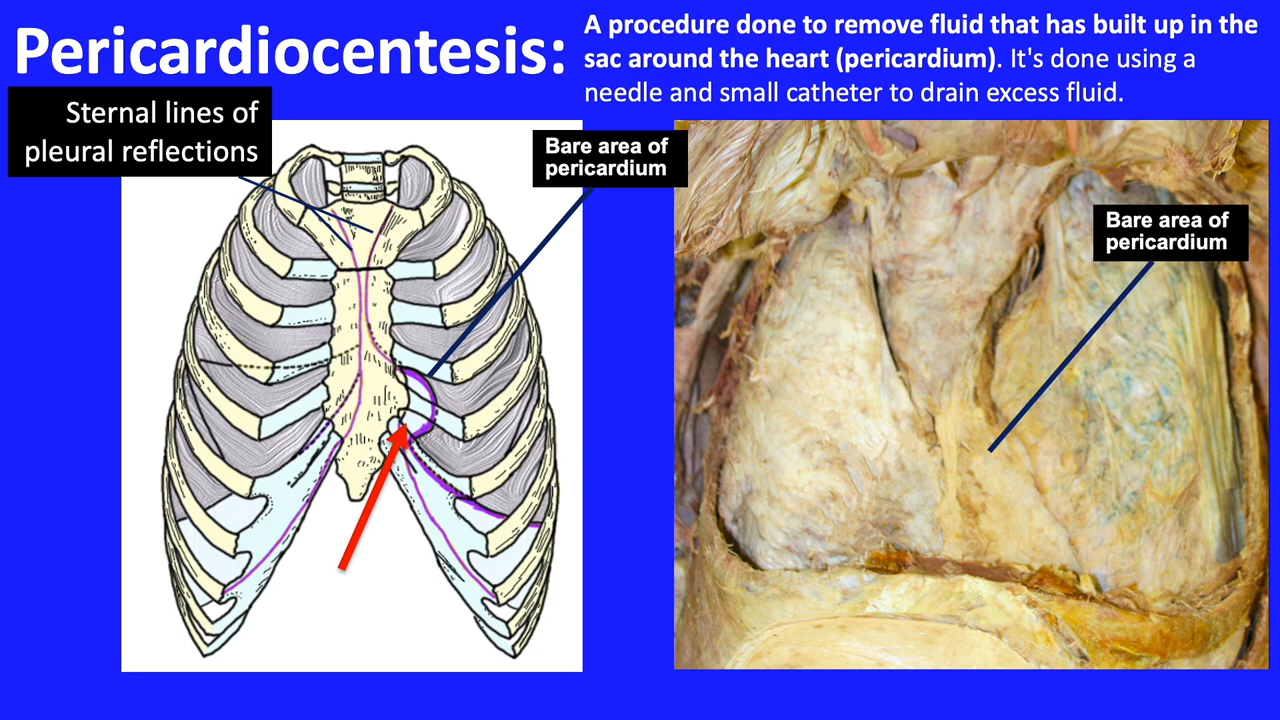 Pericardiocentesis:
A procedure done to remove fluid that has built up in the
sac around the heart (pericardium). It's done using a
needle and small catheter to drain excess fluid.
Sternal lines of
pleural reflections
Bare area of
pericardium
Bare area of
pericardium